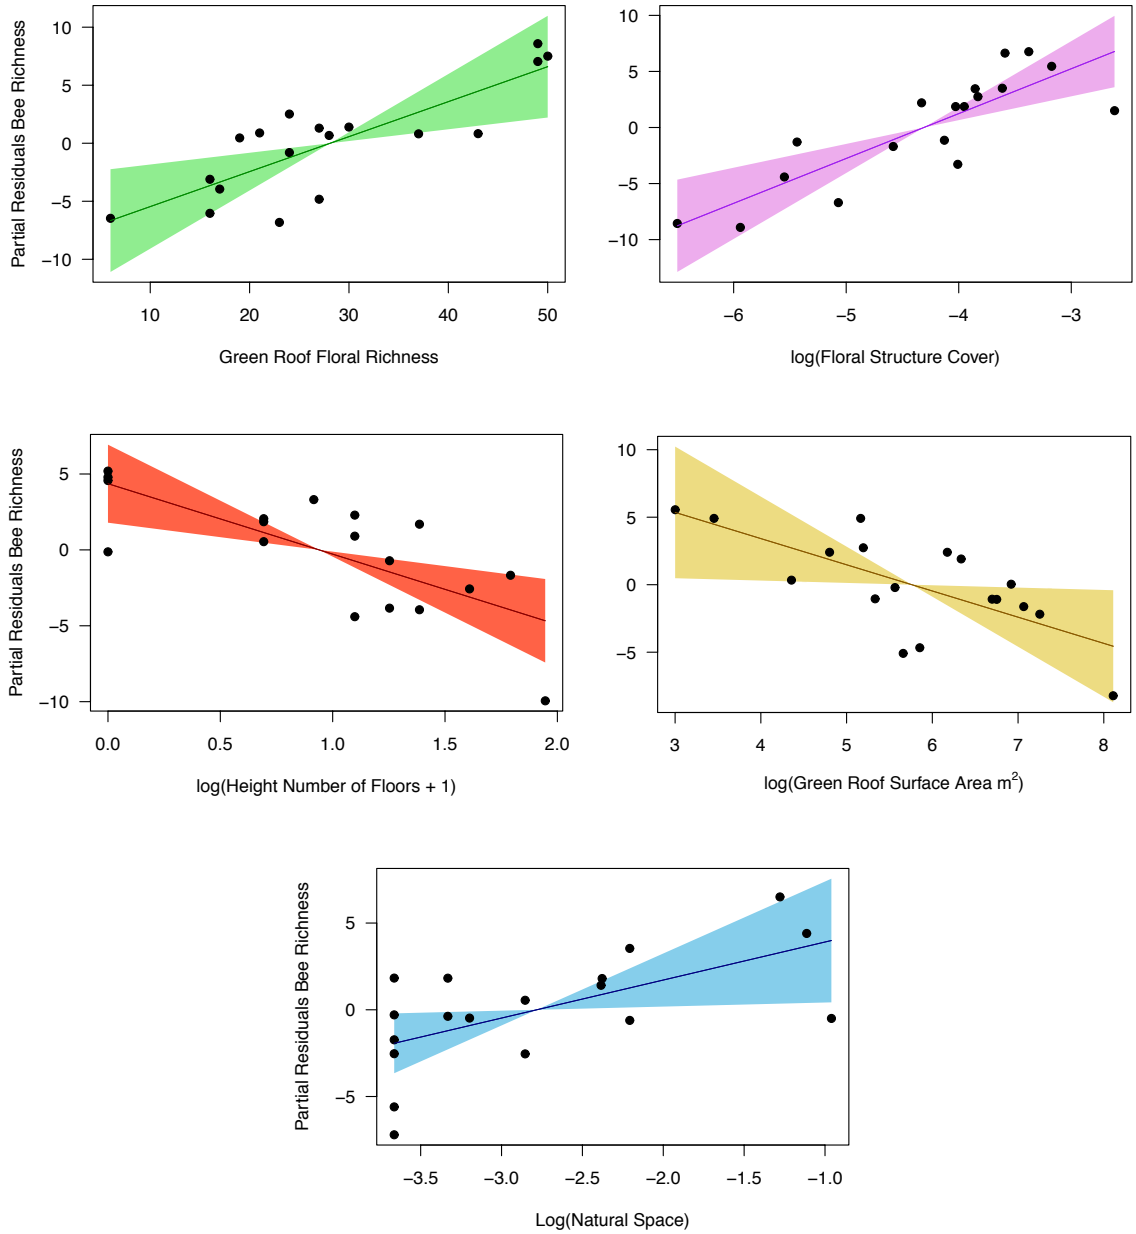 Partial Residuals Bee Richness
10
5
0
−5
−10
10 20 30 40 50
Green Roof Floral Richness
10
5
0
−5
−10
−6 −5 −4 −3
log(Floral Structure Cover)
Partial Residuals Bee Richness
5
0
−5
−10
0.0 0.5 1.0 1.5 2.0
log(Height Number of Floors + 1)
10
5
0
−5
3 4 5 6 7 8
log(Green Roof Surface Area m²)
Partial Residuals Bee Richness
5
0
−5
−3.5 −3.0 −2.5 −2.0 −1.5 −1.0
Log(Natural Space)